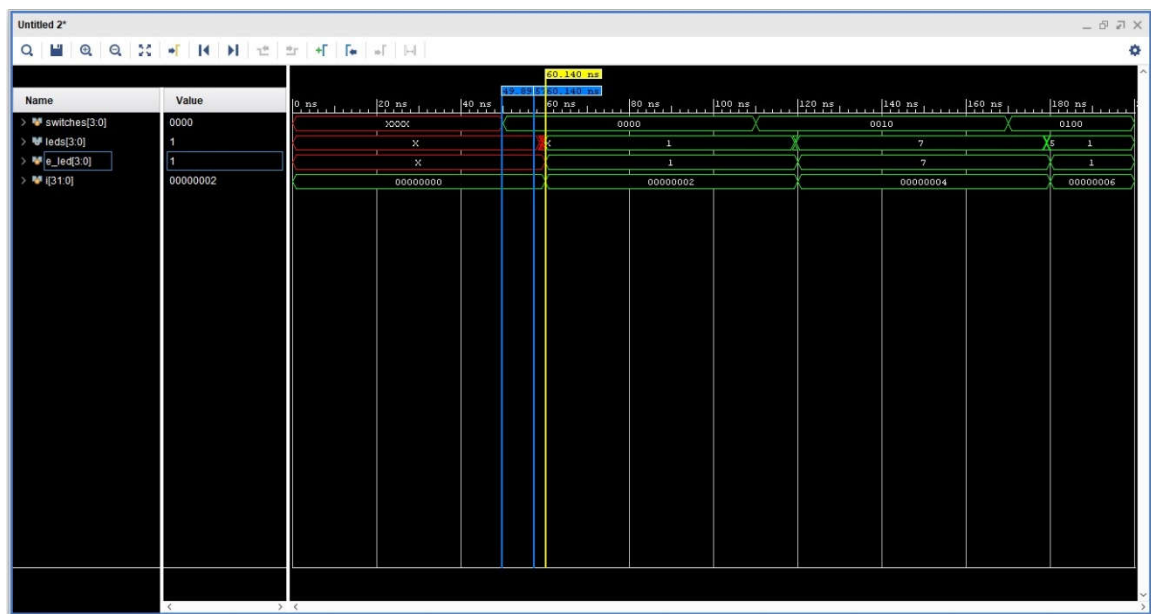 Untitled 2*
60.140 ns
Name Value
0 ns 20 ns 40 ns 60 ns 80 ns 100 ns 120 ns 140 ns 160 ns 180 ns
switches[3:0] 0000 XXXX 0000 0010 0100
leds[3:0] 1 X X 1 7 5 1
e_led[3:0] 1 X 1 7 1
i[31:0] 00000002 00000000 00000002 00000004 00000006